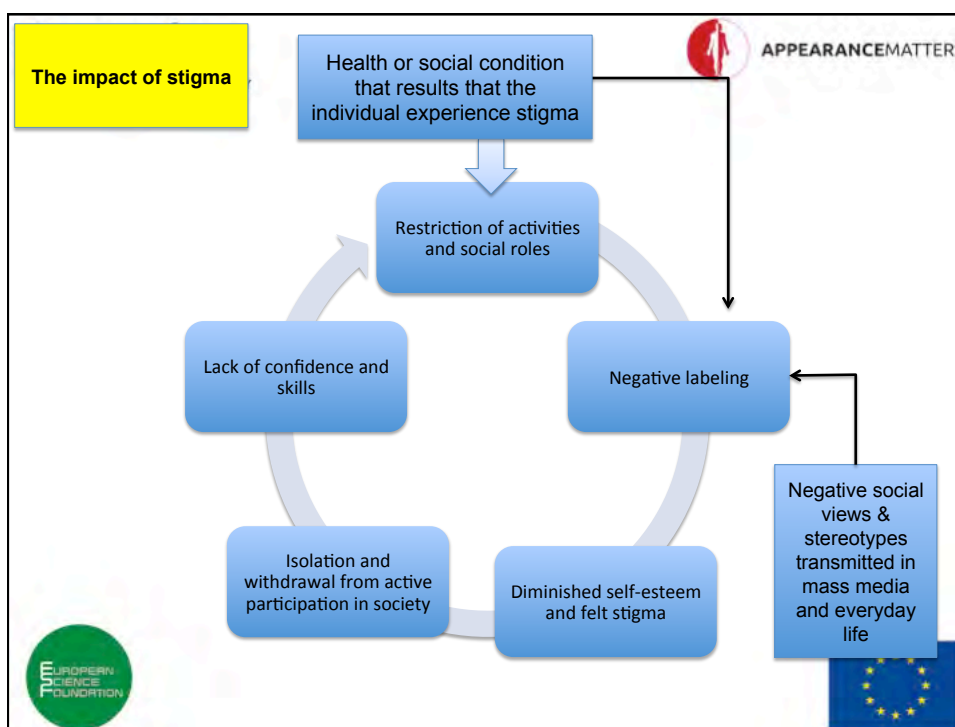 The impact of stigma
Health or social condition
that results that the
individual experience stigma
APPEARANCEMATTER
Restriction of activities
and social roles
Lack of confidence and
skills
Negative labeling
Negative social
views &
stereotypes
transmitted in
mass media
and everyday
life
Isolation and
withdrawal from active
participation in society
Diminished self-esteem
and felt stigma
EUROPEAN
SCIENCE
FOUNDATION